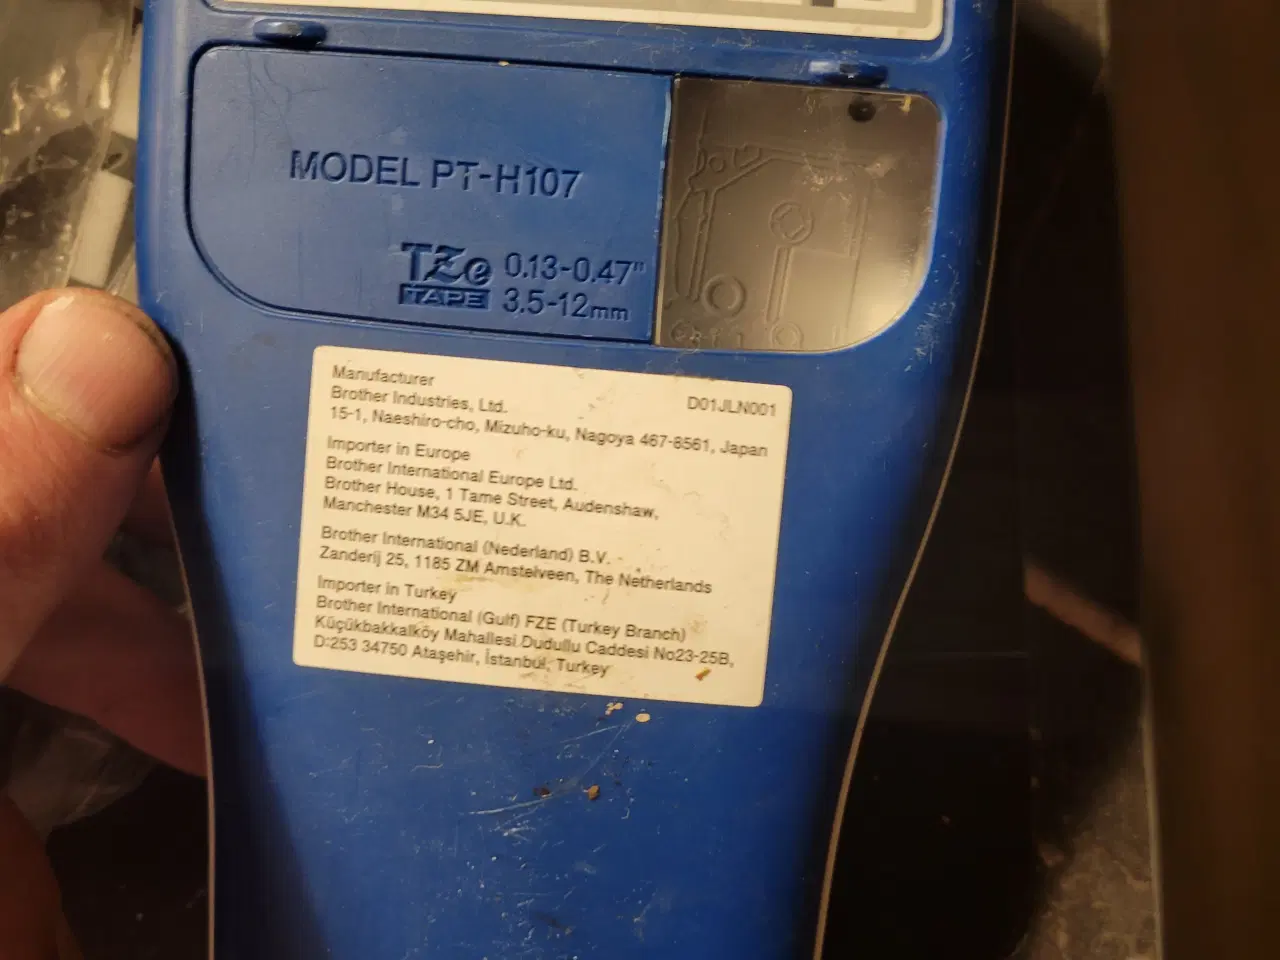 MODEL PT-H107
TZe TAPE 0.13-0.47"
3.5-12mm
Manufacturer
D01JLN001
Brother Industries, Ltd.
15-1, Naeshiro-cho, Mizuho-ku, Nagoya 467-8561, Japan
Importer in Europe
Brother International Europe Ltd.
Brother House, 1 Tame Street, Audenshaw,
Manchester M34 5JE, U.K.
Brother International (Nederland) B.V.
Zanderij 25, 1185 ZM Amstelveen, The Netherlands
Importer in Turkey
Brother International (Gulf) FZE (Turkey Branch)
Küçükbakkalköy Mahallesi Dudullu Caddesi No23-25B,
D:253 34750 Ataşehir, İstanbul, Turkey